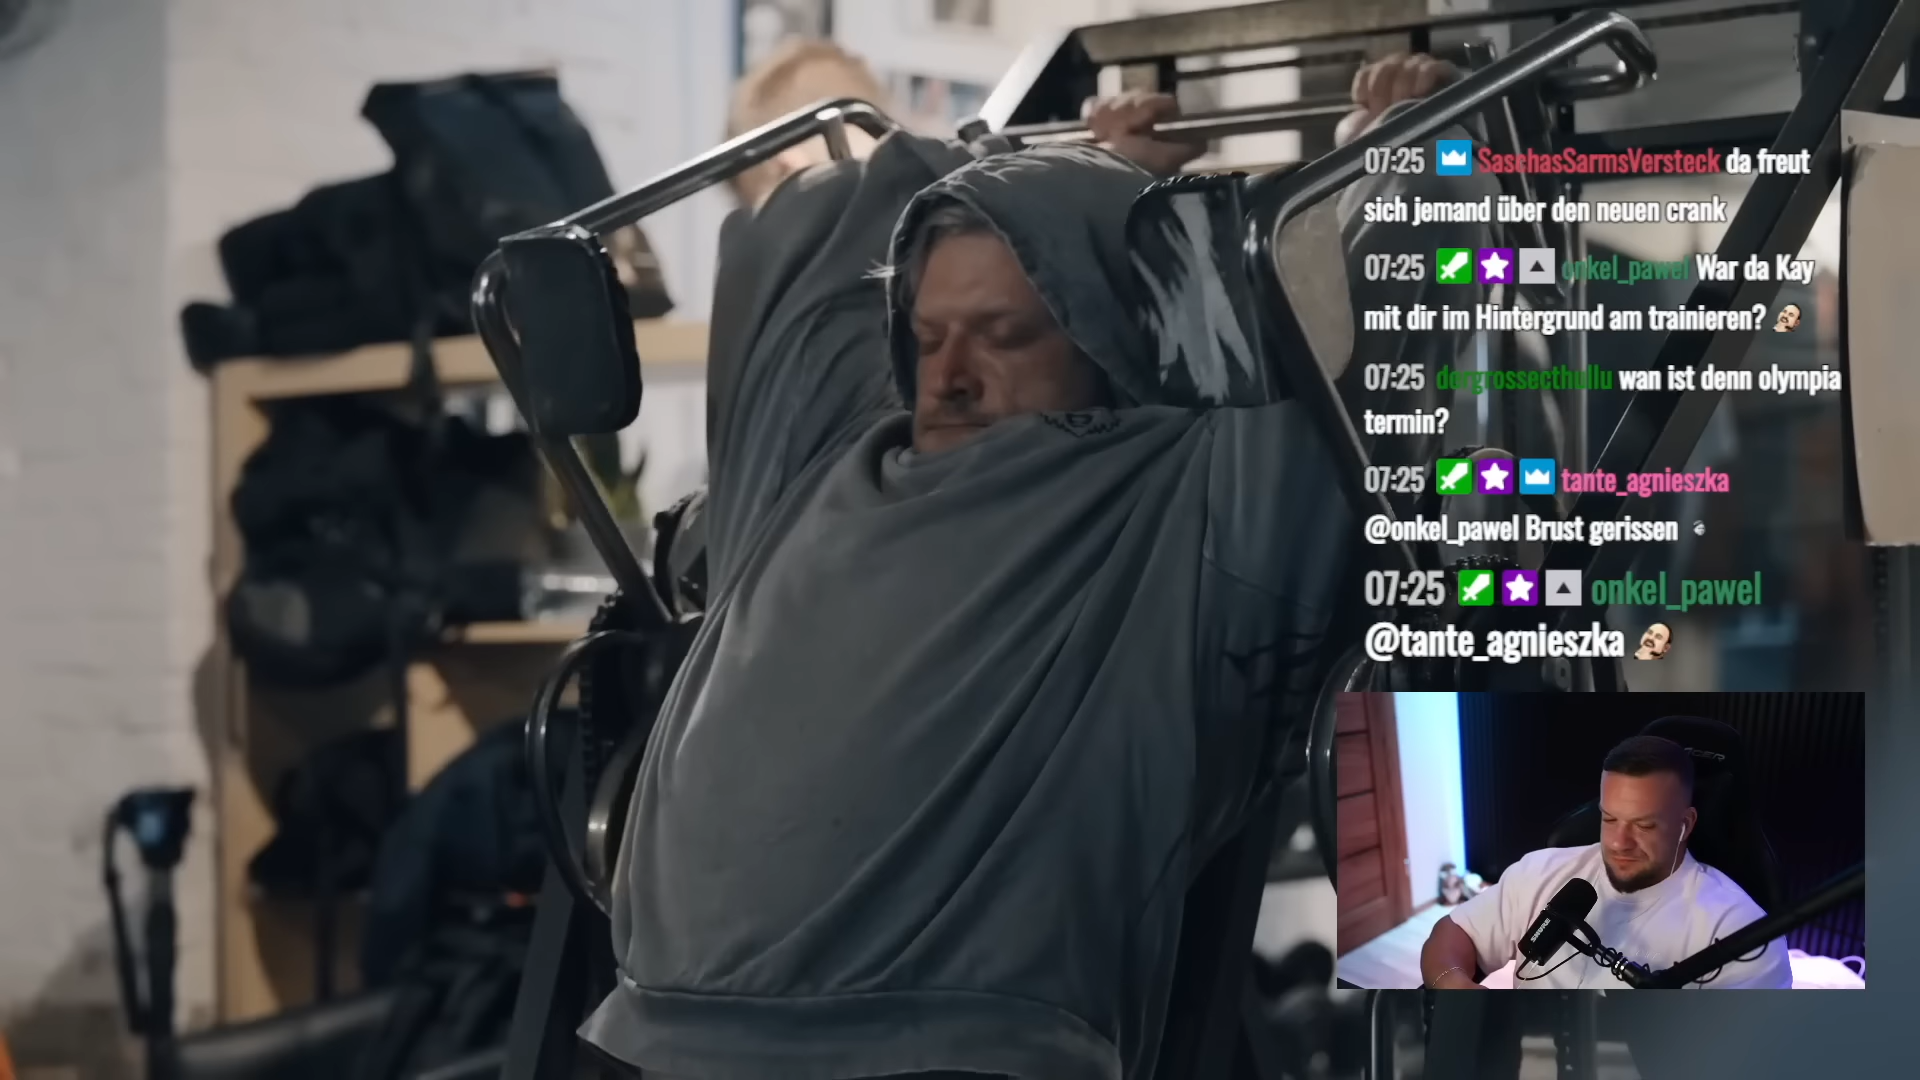 07:25 SaschasSarmsVersteck da freut
sich jemand über den neuen crank
07:25 onkel_pawel War da Kay
mit dir im Hintergrund am trainieren?
07:25 dergrossecthullu wan ist denn olympia
termin?
07:25 tante_agnieszka
@onkel_pawel Brust gerissen
07:25 onkel_pawel
@tante_agnieszka
SHURE